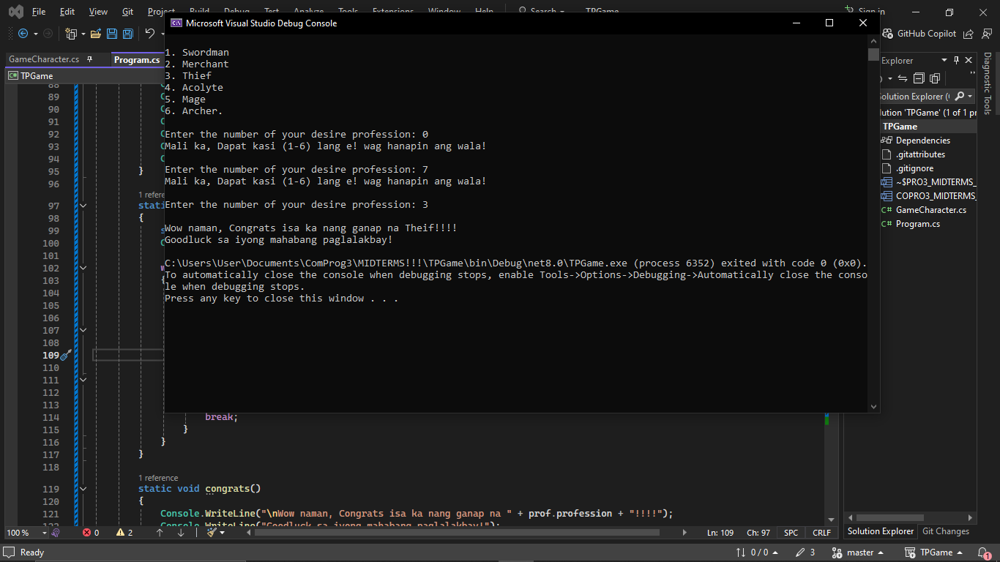 File Edit View Git Project Build Debug Test Analyze Tools Extensions Window Help Search TPGame Sign in
Microsoft Visual Studio Debug Console
GitHub Copilot
GameCharacter.cs
Program.cs
C# TPGame
1. Swordman
2. Merchant
3. Thief
4. Acolyte
5. Mage
6. Archer.
Enter the number of your desire profession: 0
Mali ka, Dapat kasi (1-6) lang e! wag hanapin ang wala!
Enter the number of your desire profession: 7
Mali ka, Dapat kasi (1-6) lang e! wag hanapin ang wala!
Enter the number of your desire profession: 3
Wow naman, Congrats isa ka nang ganap na Theif!!!!
Goodluck sa iyong mahabang paglalakbay!
C:\Users\User\Documents\ComProg3\MIDTERMS!!!\TPGame\bin\Debug\net8.0\TPGame.exe (process 6352) exited with code 0 (0x0).
To automatically close the console when debugging stops, enable Tools->Options->Debugging->Automatically close the conso
le when debugging stops.
Press any key to close this window . . .
88
89
90
91
92
93
94
95 }
96
1 refere
97 stati
98 {
99
100
101
102
103
104
105
106
107
108
109
110
111
112
113
114 break;
115 }
116 }
117 }
118
1 reference
119 static void congrats()
120 {
121 Console.WriteLine("\nWow naman, Congrats isa ka nang ganap na " + prof.profession + "!!!!");
122 Console.WriteLine("Goodluck sa iyong mahabang paglalakbay!");
Explorer
Solution Explorer (
lution 'TPGame' (1 of 1 pr
TPGame
Dependencies
.gitattributes
.gitignore
~$PRO3_MIDTERMS_
COPRO3_MIDTERMS_
C# GameCharacter.cs
C# Program.cs
Diagnostic Tools
Solution Explorer Git Changes
100 % 0 2 Ln: 109 Ch: 97 SPC CRLF
Ready 0 / 0 3 master TPGame 1